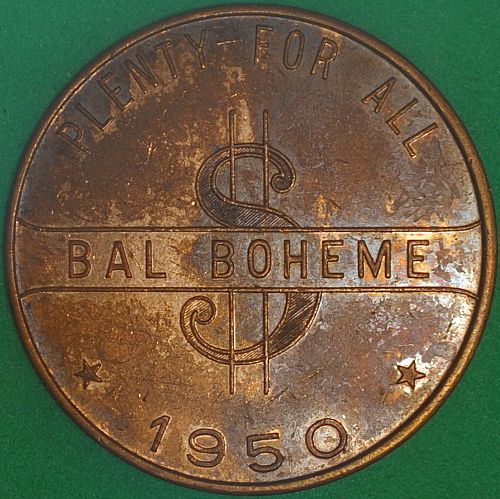 PLENTY FOR ALL
$
BAL BOHEME
1950